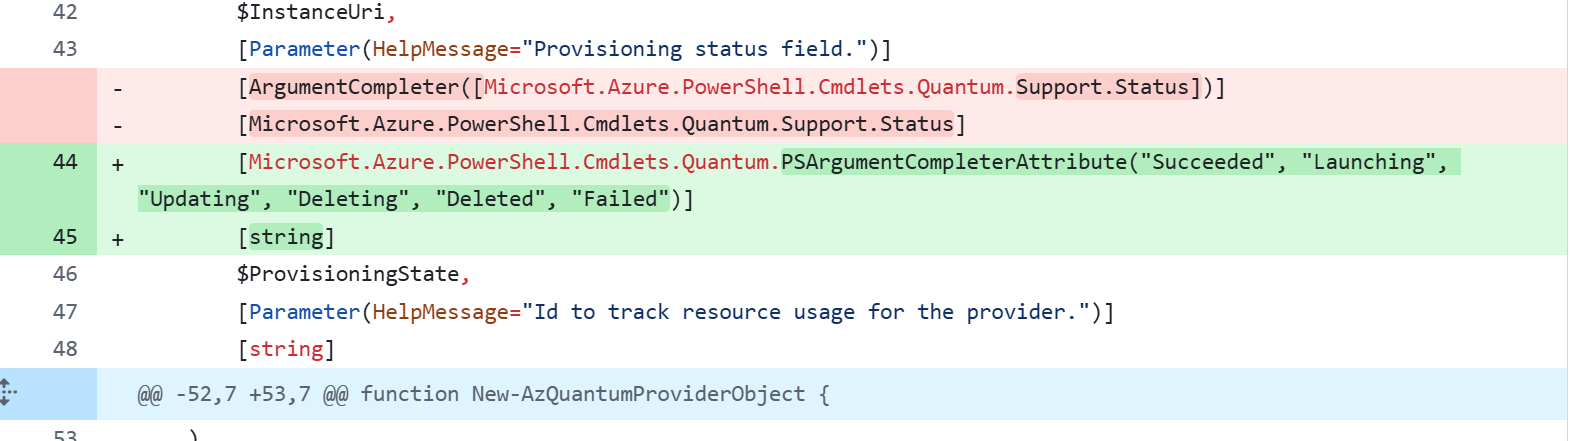 42 $InstanceUri,
43 [Parameter(HelpMessage="Provisioning status field.")]
- [ArgumentCompleter([Microsoft.Azure.PowerShell.Cmdlets.Quantum.Support.Status])]
- [Microsoft.Azure.PowerShell.Cmdlets.Quantum.Support.Status]
44 + [Microsoft.Azure.PowerShell.Cmdlets.Quantum.PSArgumentCompleterAttribute("Succeeded", "Launching",
"Updating", "Deleting", "Deleted", "Failed")]
45 + [string]
46 $ProvisioningState,
47 [Parameter(HelpMessage="Id to track resource usage for the provider.")]
48 [string]
@@ -52,7 +53,7 @@ function New-AzQuantumProviderObject {
53 )